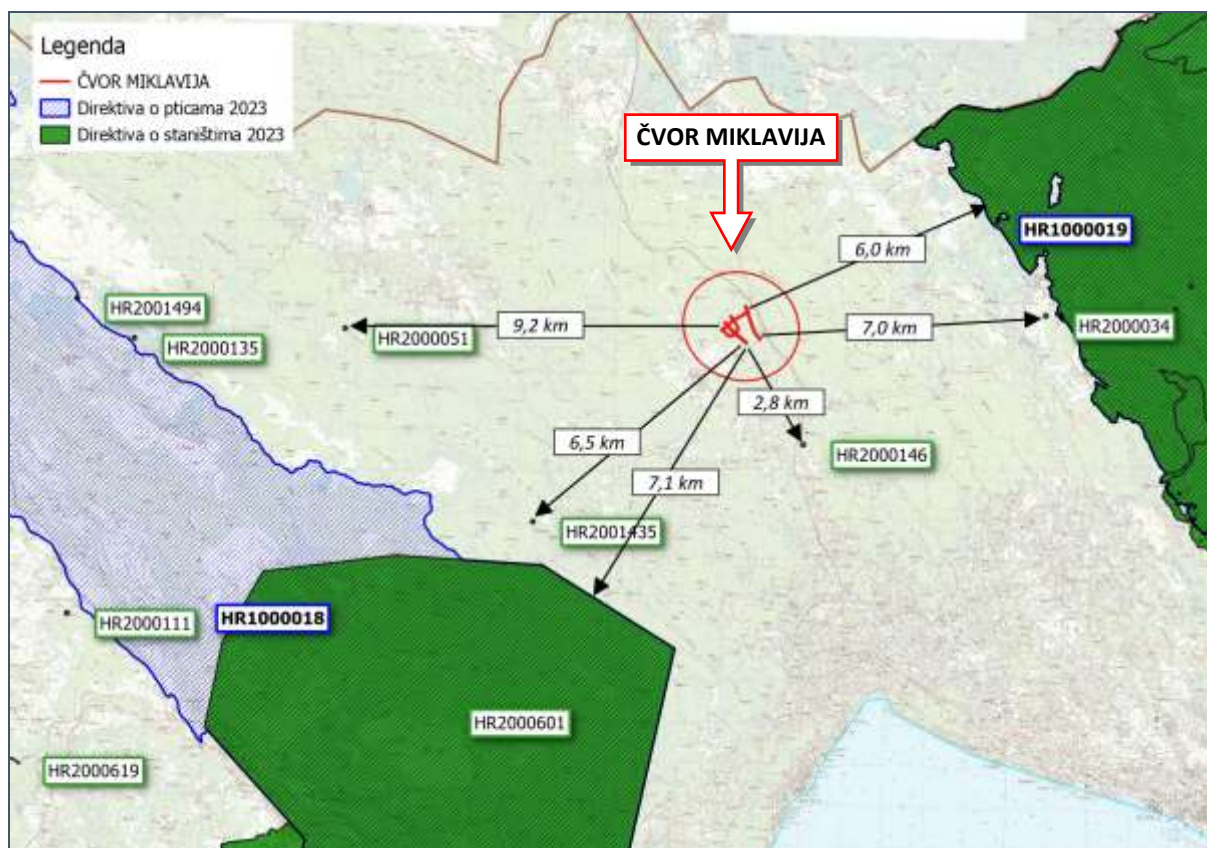 Legenda
ČVOR MIKLAVIJA
Direktiva o pticama 2023
Direktiva o staništima 2023
ČVOR MIKLAVIJA
6,0 km
HR1000019
HR2001494
HR2000135
HR2000051
9,2 km
7,0 km
HR2000034
2,8 km
6,5 km
HR2000146
7,1 km
HR2001435
HR2000111
HR1000018
HR2000601
HR2000619